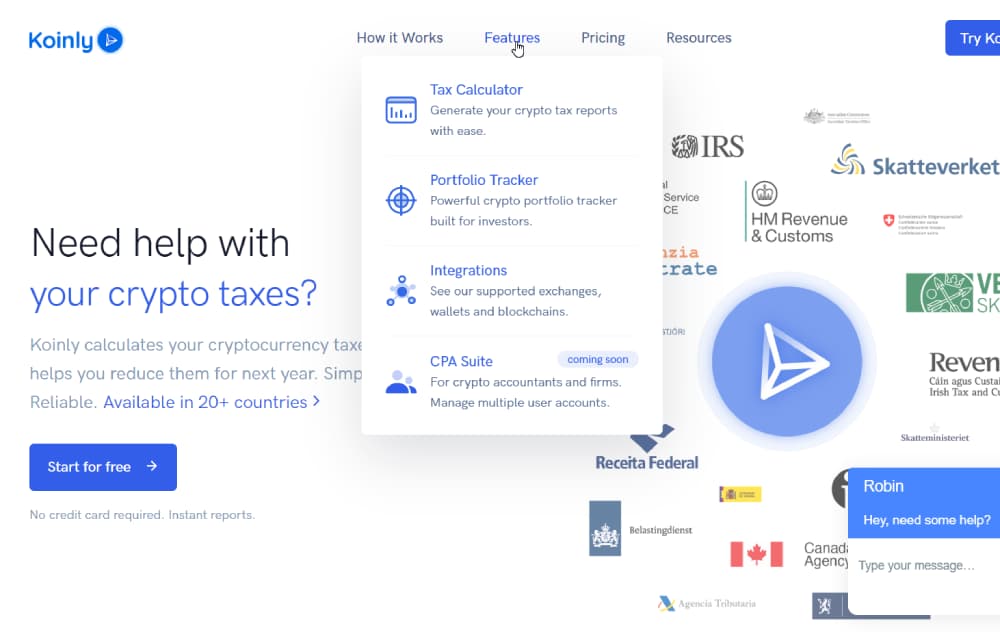 Koinly
How it Works
Features
Pricing
Resources
Try Ko
Tax Calculator
Generate your crypto tax reports
with ease.
Portfolio Tracker
Powerful crypto portfolio tracker
built for investors.
Integrations
See our supported exchanges,
wallets and blockchains.
CPA Suite
coming soon
For crypto accountants and firms.
Manage multiple user accounts.
Need help with
your crypto taxes?
Koinly calculates your cryptocurrency taxe
helps you reduce them for next year. Simp
Reliable. Available in 20+ countries >
Start for free →
No credit card required. Instant reports.
IRS
Skatteverket
al
Service
CE
HM Revenue
& Customs
nzia
trate
VE
SK
Reven
Cáin agus Custai
Irish Tax and Cu
Skatteministeriet
Receita Federal
Belastingdienst
Canada
Agency
Agencia Tributaria
Robin
Hey, need some help?
Type your message...